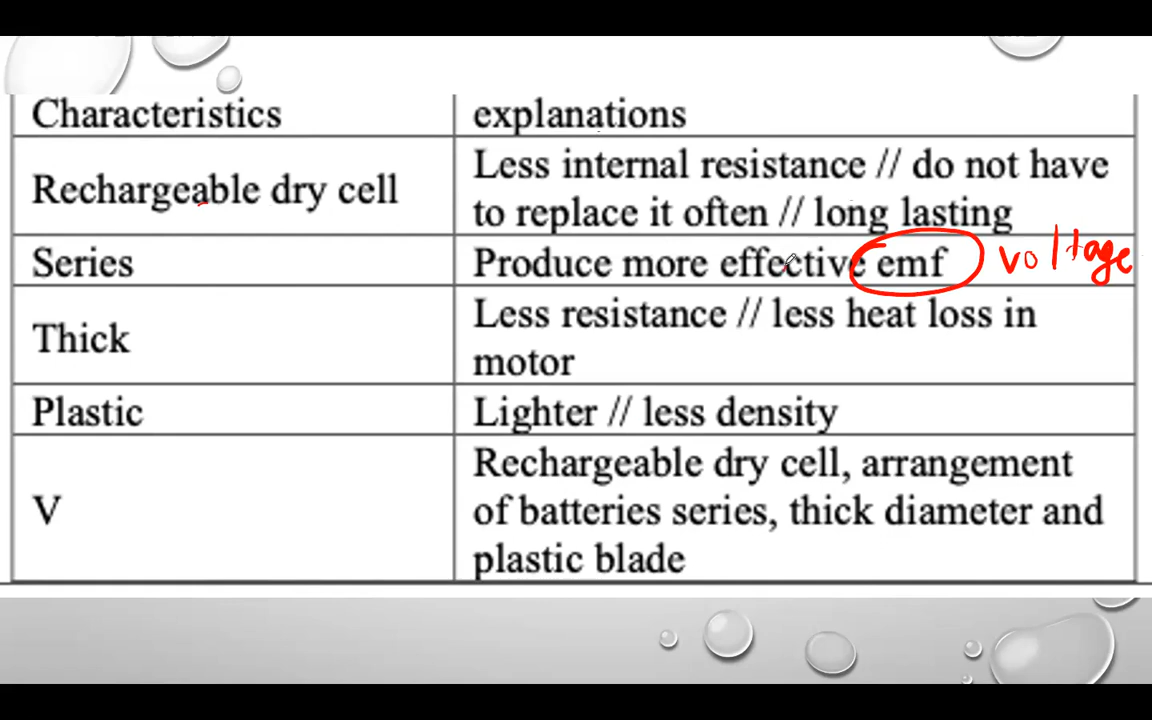 Characteristics
explanations
Rechargeable dry cell
Less internal resistance // do not have
to replace it often // long lasting
Series
Produce more effective emf
voltage
Thick
Less resistance // less heat loss in
motor
Plastic
Lighter // less density
V
Rechargeable dry cell, arrangement
of batteries series, thick diameter and
plastic blade